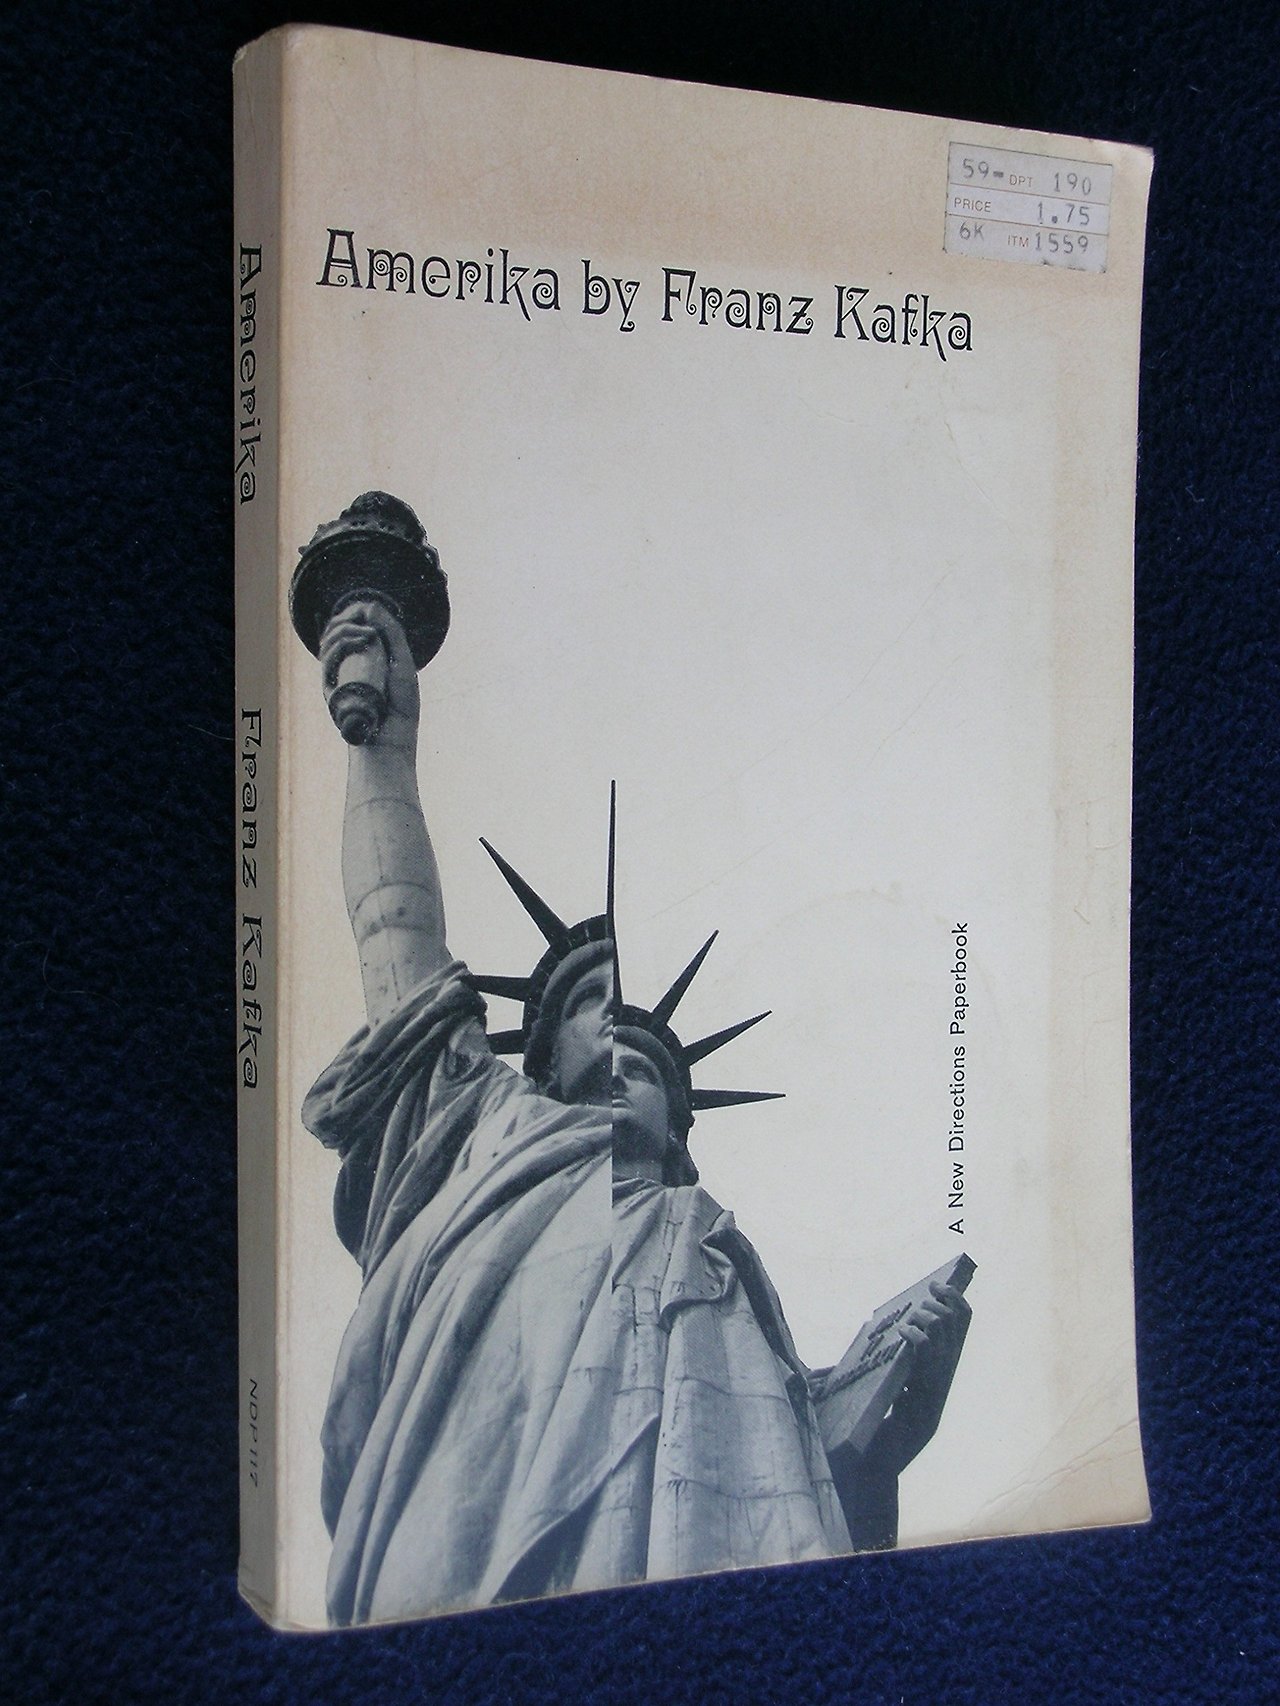 Amerika by Franz Kafka
59- DPT 190
PRICE 1.75
6K ITM 1559
A New Directions Paperbook
Amerika Franz Kafka NDP117